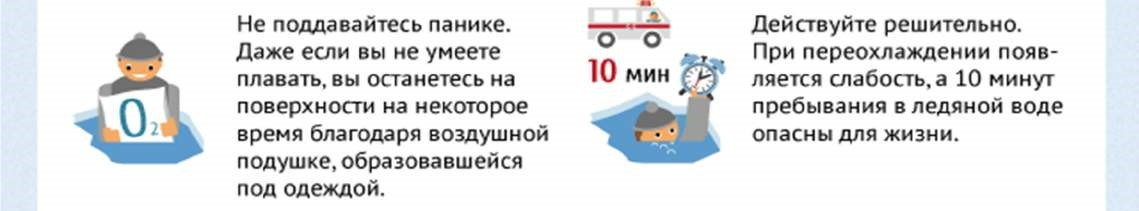 Не поддавайтесь панике.
Даже если вы не умеете
плавать, вы останетесь на
поверхности на некоторое
время благодаря воздушной
подушке, образовавшейся
под одеждой.
O2
10 мин
Действуйте решительно.
При переохлаждении появ-
ляется слабость, а 10 минут
пребывания в ледяной воде
опасны для жизни.